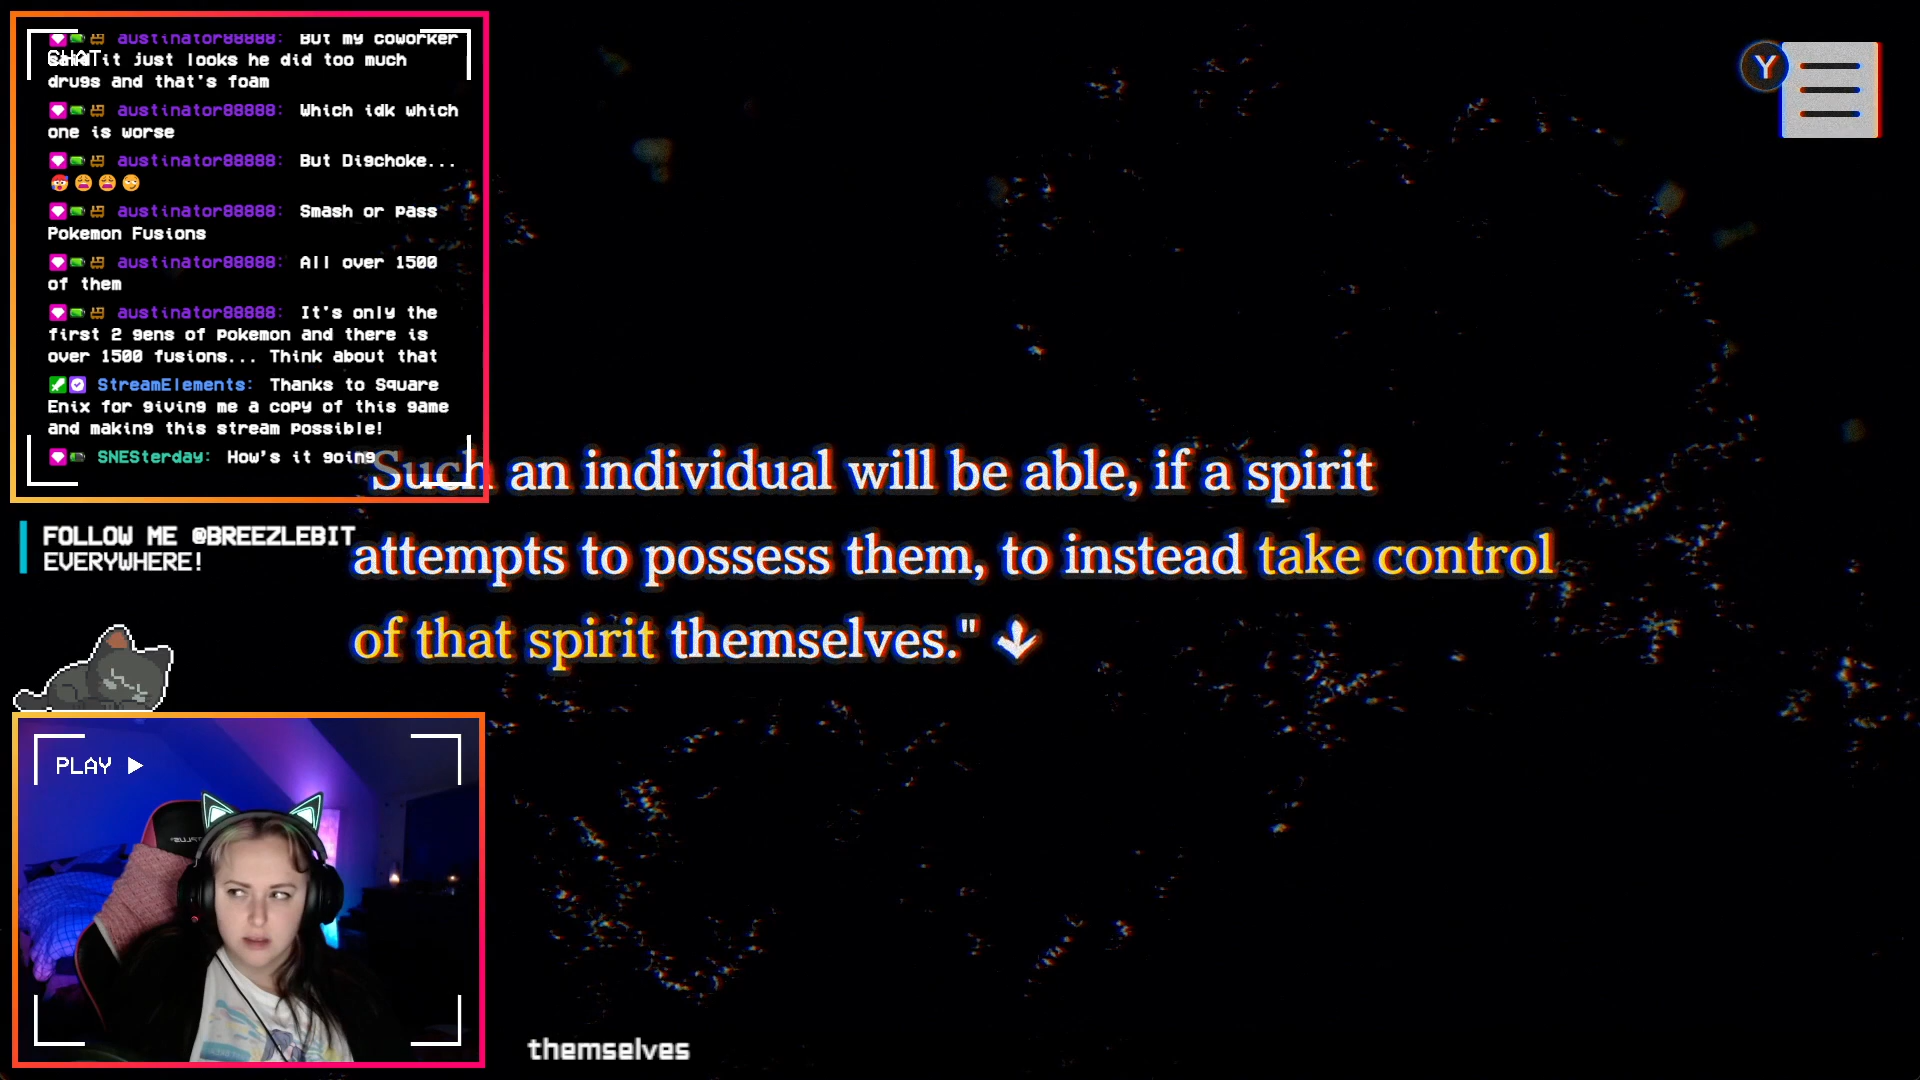 austinator88888: But my coworker
CHAT
said it just looks he did too much
drugs and that's foam
austinator88888: Which idk which
one is worse
austinator88888: But Digchoke...
austinator88888: Smash or pass
Pokemon Fusions
austinator88888: All over 1500
of them
austinator88888: It's only the
first 2 gens of pokemon and there is
over 1500 fusions... Think about that
StreamElements: Thanks to Square
Enix for giving me a copy of this game
and making this stream possible!
SNESterday: How's it going
Y
"Such an individual will be able, if a spirit
attempts to possess them, to instead take control
of that spirit themselves."
FOLLOW ME @BREEZLEBIT
EVERYWHERE!
PLAY
themselves